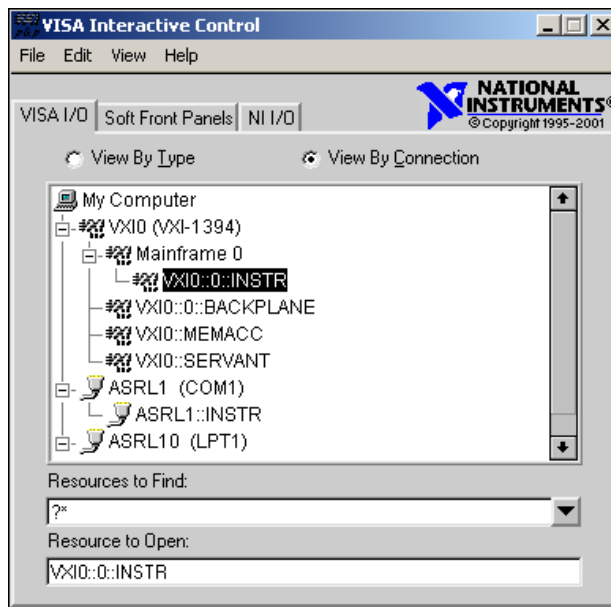 VISA Interactive Control
File Edit View Help
NATIONAL
INSTRUMENTS®
© Copyright 1995-2001
VISA I/O Soft Front Panels NI I/O
View By Type View By Connection
My Computer
VXI0 (VXI-1394)
Mainframe 0
VXI0::0::INSTR
VXI0::0::BACKPLANE
VXI0::MEMACC
VXI0::SERVANT
ASRL1 (COM1)
ASRL1::INSTR
ASRL10 (LPT1)
Resources to Find:
?*
Resource to Open:
VXI0::0::INSTR